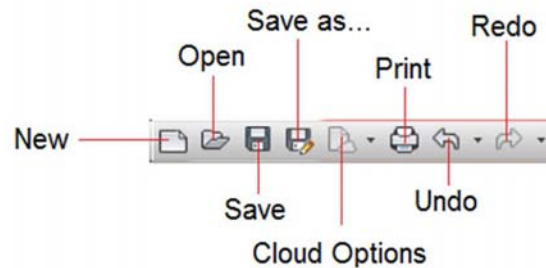 Save as...
Redo
Open
Print
New
Save
Undo
Cloud Options